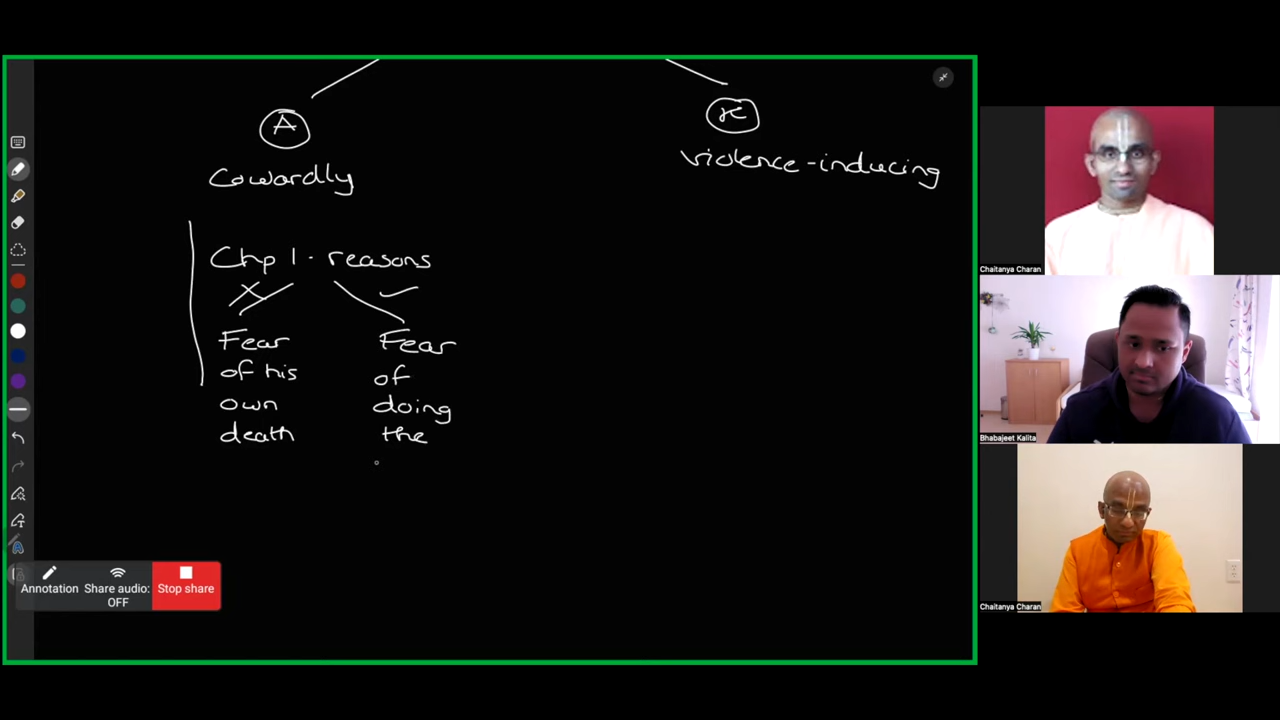 A
K
Cowardly
violence-inducing
Chp 1. reasons
Fear
of his
own
death
Fear
of
doing
the
Annotation
Share audio:
OFF
Stop share
Chaitanya Charan
Bhabajeet Kalita
Chaitanya Charan